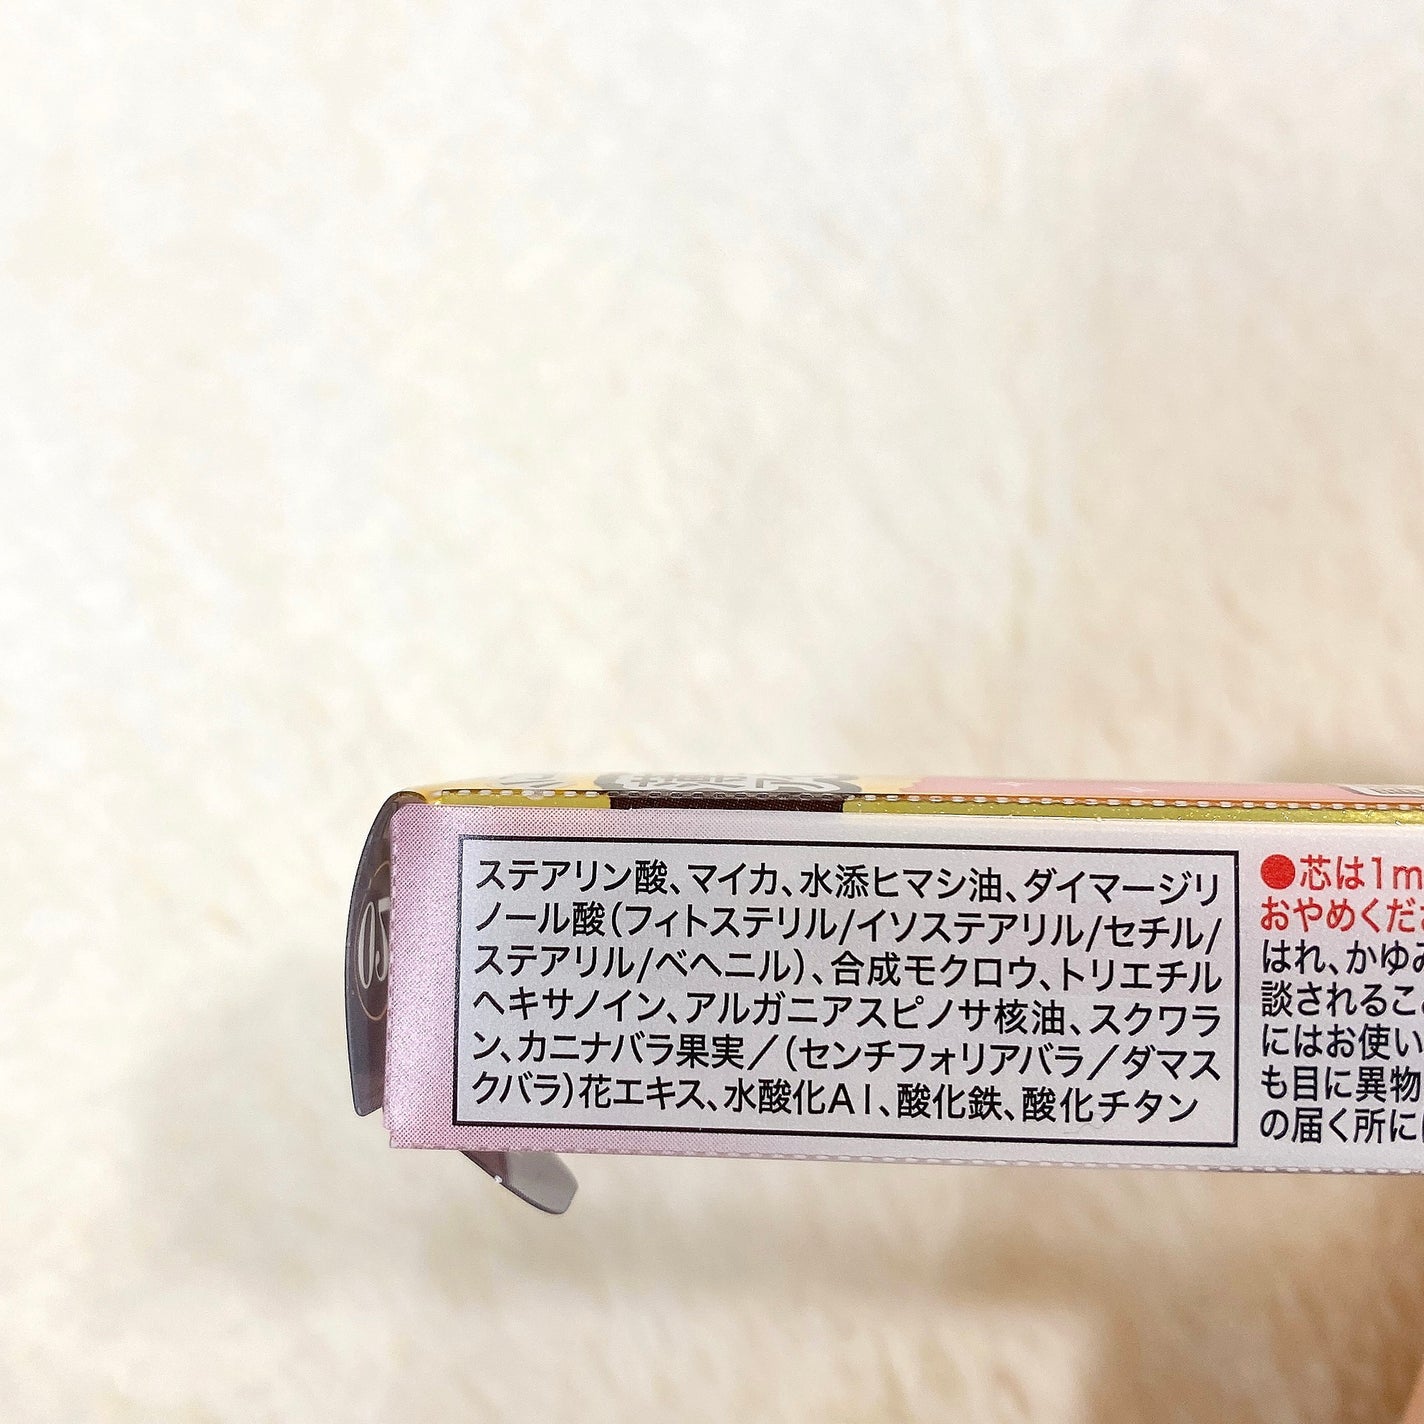 ステアリン酸、マイカ、水添ヒマシ油、ダイマージリ
ノール酸(フィトステリル/イソステアリル/セチル/
ステアリル/ベヘニル)、合成モクロウ、トリエチル
ヘキサノイン、アルガニアスピノサ核油、スクワラ
ン、カニナバラ果実／(センチフォリアバラ／ダマス
クバラ)花エキス、水酸化Al、酸化鉄、酸化チタン
●芯は1m
おやめくださ
はれ、かゆみ
談されるこ
にはお使い
も目に異物
の届く所に
07